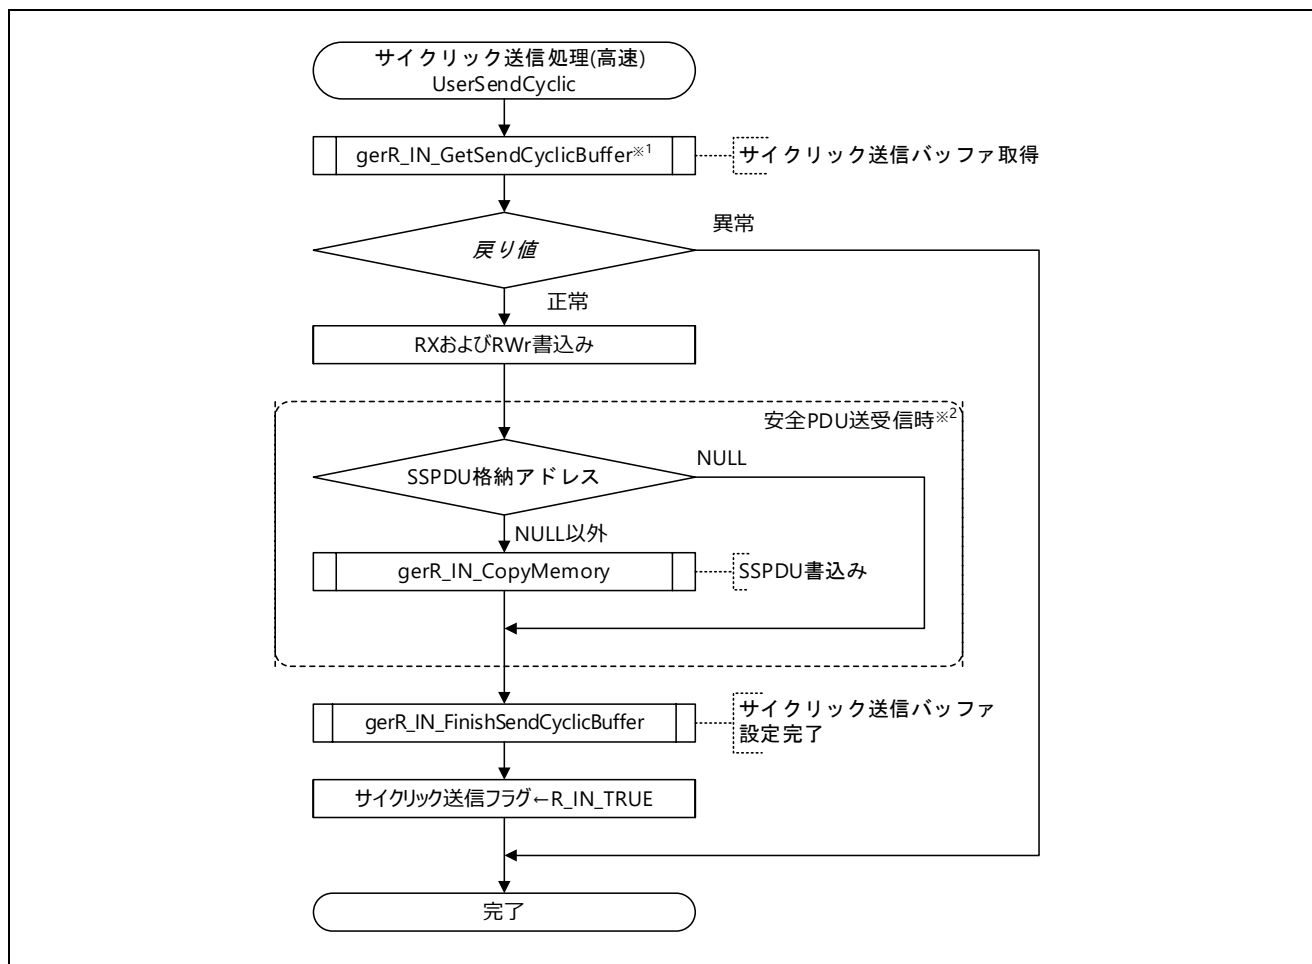 サイクリック送信処理(高速)
UserSendCyclic
gerR_IN_GetSendCyclicBuffer※1
サイクリック送信バッファ取得
異常
戻り値
正常
RXおよびRWr書込み
安全PDU送受信時※2
NULL
SSPDU格納アドレス
NULL以外
gerR_IN_CopyMemory
SSPDU書込み
gerR_IN_FinishSendCyclicBuffer
サイクリック送信バッファ
設定完了
サイクリック送信フラグ←R_IN_TRUE
完了